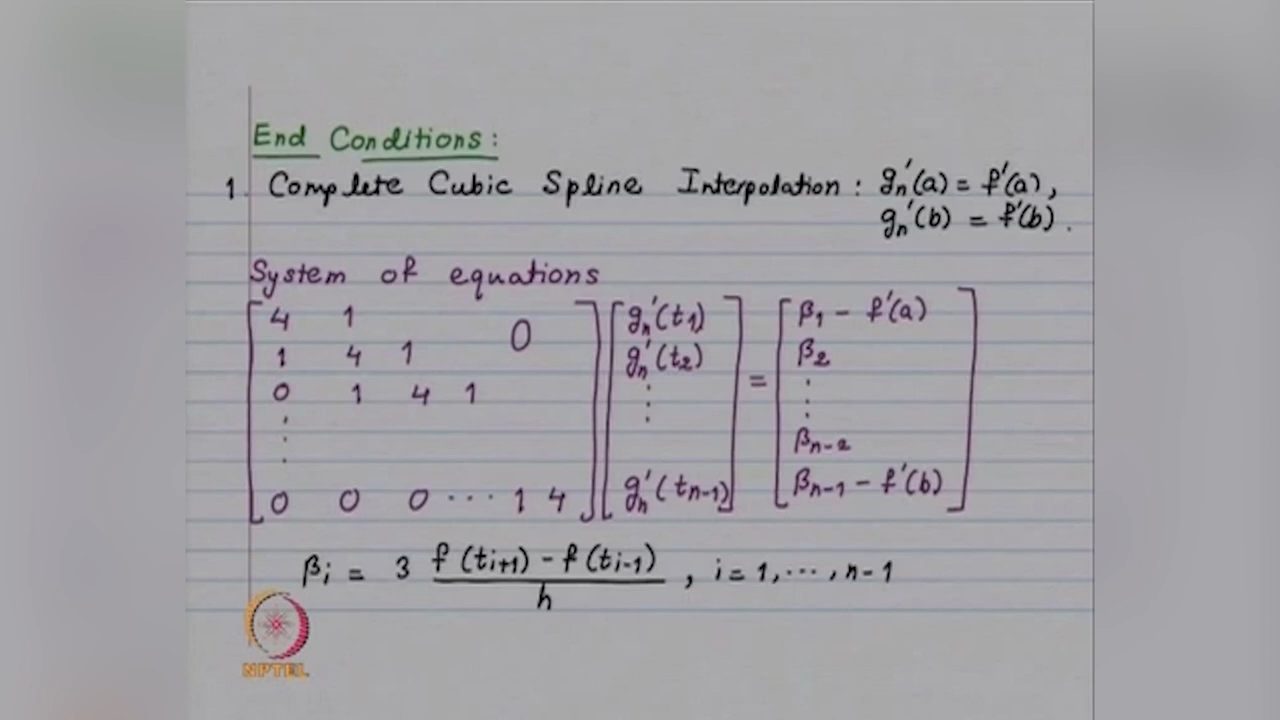 End Conditions:
1. Complete Cubic Spline Interpolation: gₙ'(a) = f'(a),
gₙ'(b) = f'(b).
System of equations
[4 1 0] [gₙ'(t₁)] = [β₁ - f'(a)]
[1 4 1] [gₙ'(t₂)] [β₂]
[0 1 4 1] [⋮] [⋮]
[⋮] [βₙ₋₂]
[0 0 0 ⋯ 1 4] [gₙ'(tₙ₋₁)] [βₙ₋₁ - f'(b)]
βᵢ = 3 (f(tᵢ₊₁) - f(tᵢ₋₁)) / h, i = 1, ⋯, n-1
NPTEL